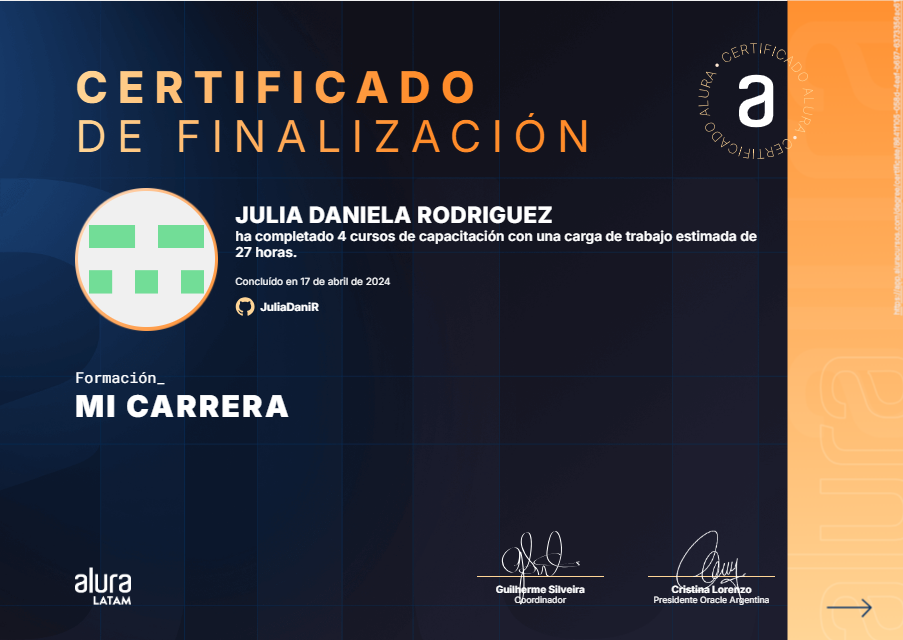 CERTIFICADO
DE FINALIZACIÓN
CERTIFICADO ALURA • CERTIFICADO ALURA •
a
JULIA DANIELA RODRIGUEZ
ha completado 4 cursos de capacitación con una carga de trabajo estimada de
27 horas.
Concluído en 17 de abril de 2024
JuliaDaniR
Formación_
MI CARRERA
alura
LATAM
Guilherme Silveira
Coordinador
Cristina Lorenzo
Presidente Oracle Argentina
alura